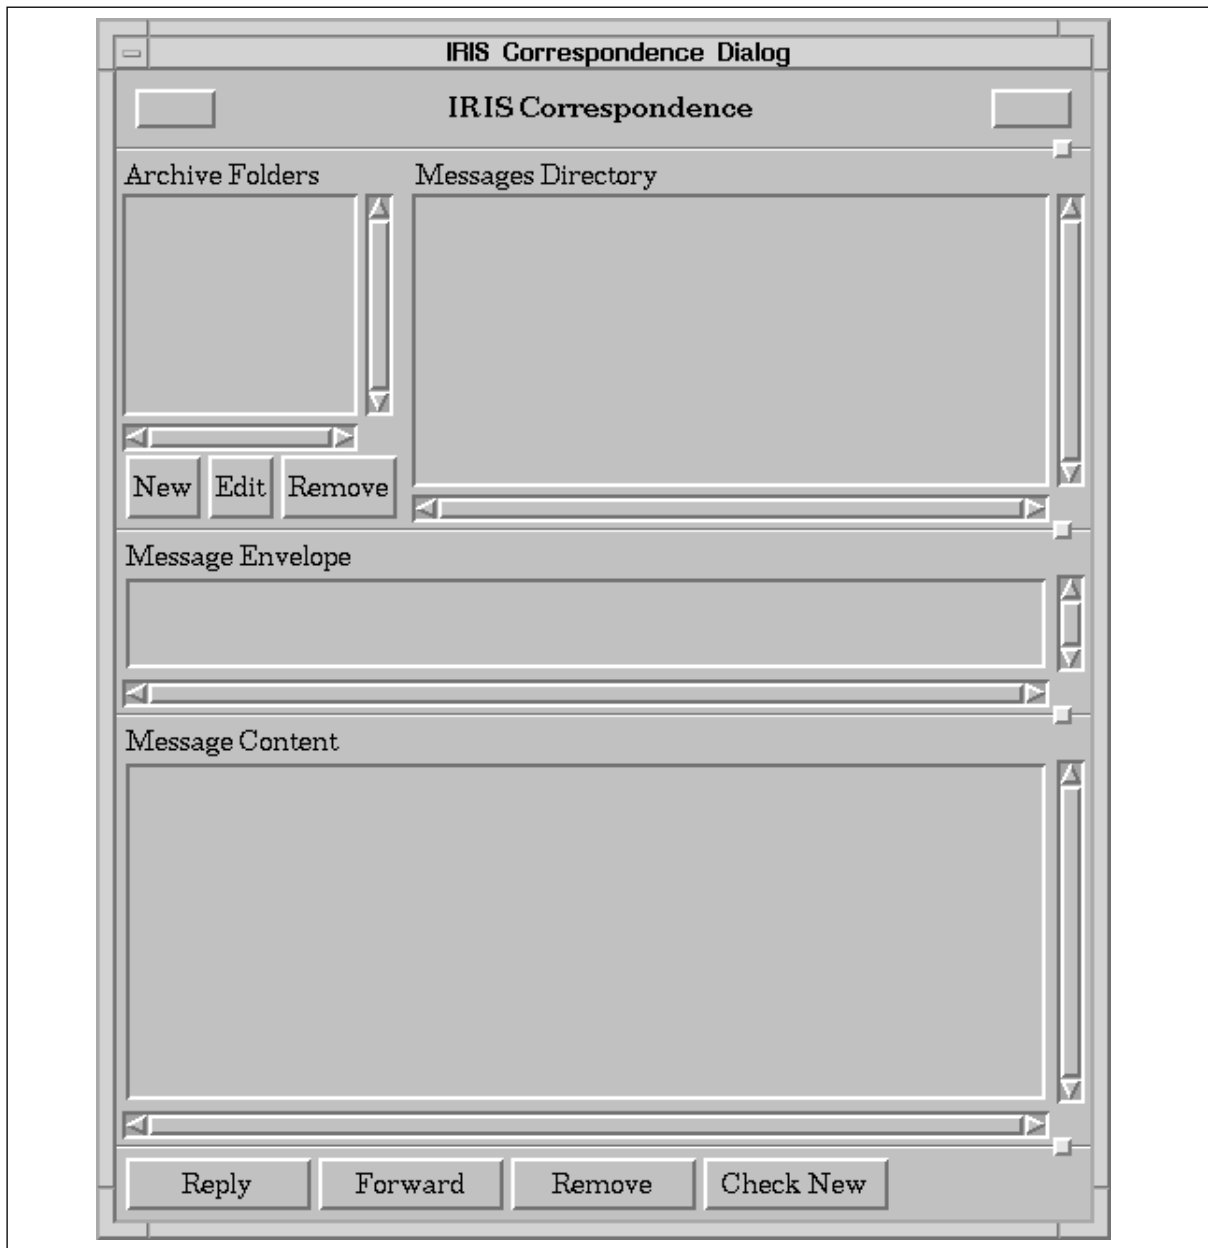 IRIS Correspondence Dialog
IRIS Correspondence
Archive Folders
Messages Directory
New
Edit
Remove
Message Envelope
Message Content
Reply
Forward
Remove
Check New